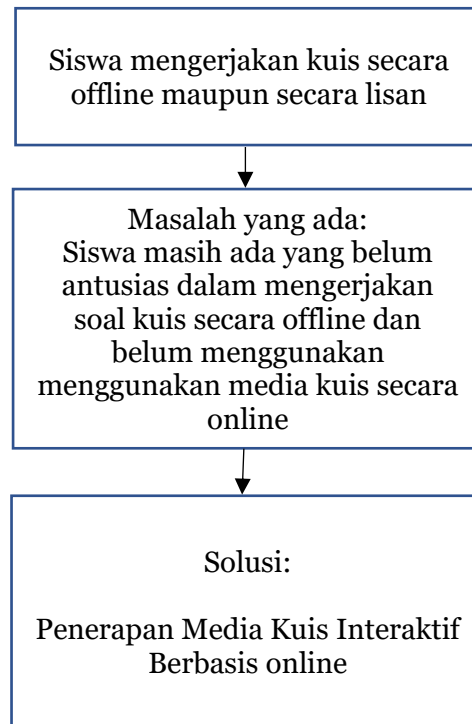 Siswa mengerjakan kuis secara
offline maupun secara lisan
Masalah yang ada:
Siswa masih ada yang belum
antusias dalam mengerjakan
soal kuis secara offline dan
belum menggunakan
menggunakan media kuis secara
online
Solusi:
Penerapan Media Kuis Interaktif
Berbasis online